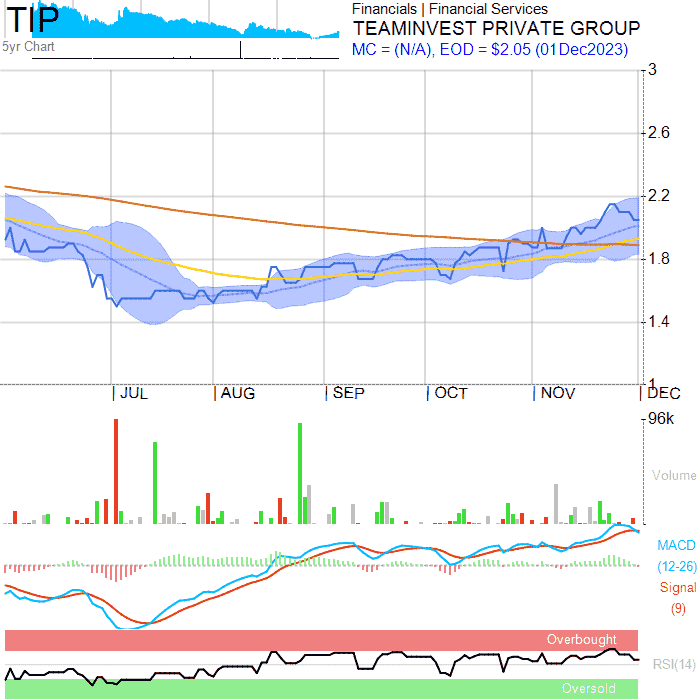 TIP
5yr Chart
Financials | Financial Services
TEAMINVEST PRIVATE GROUP
MC = (N/A), EOD = $2.05 (01Dec2023)
3
2.6
2.2
1.8
1.4
1
JUL AUG SEP OCT NOV DEC
96k
Volume
MACD
(12-26)
Signal
(9)
Overbought
RSI(14)
Oversold